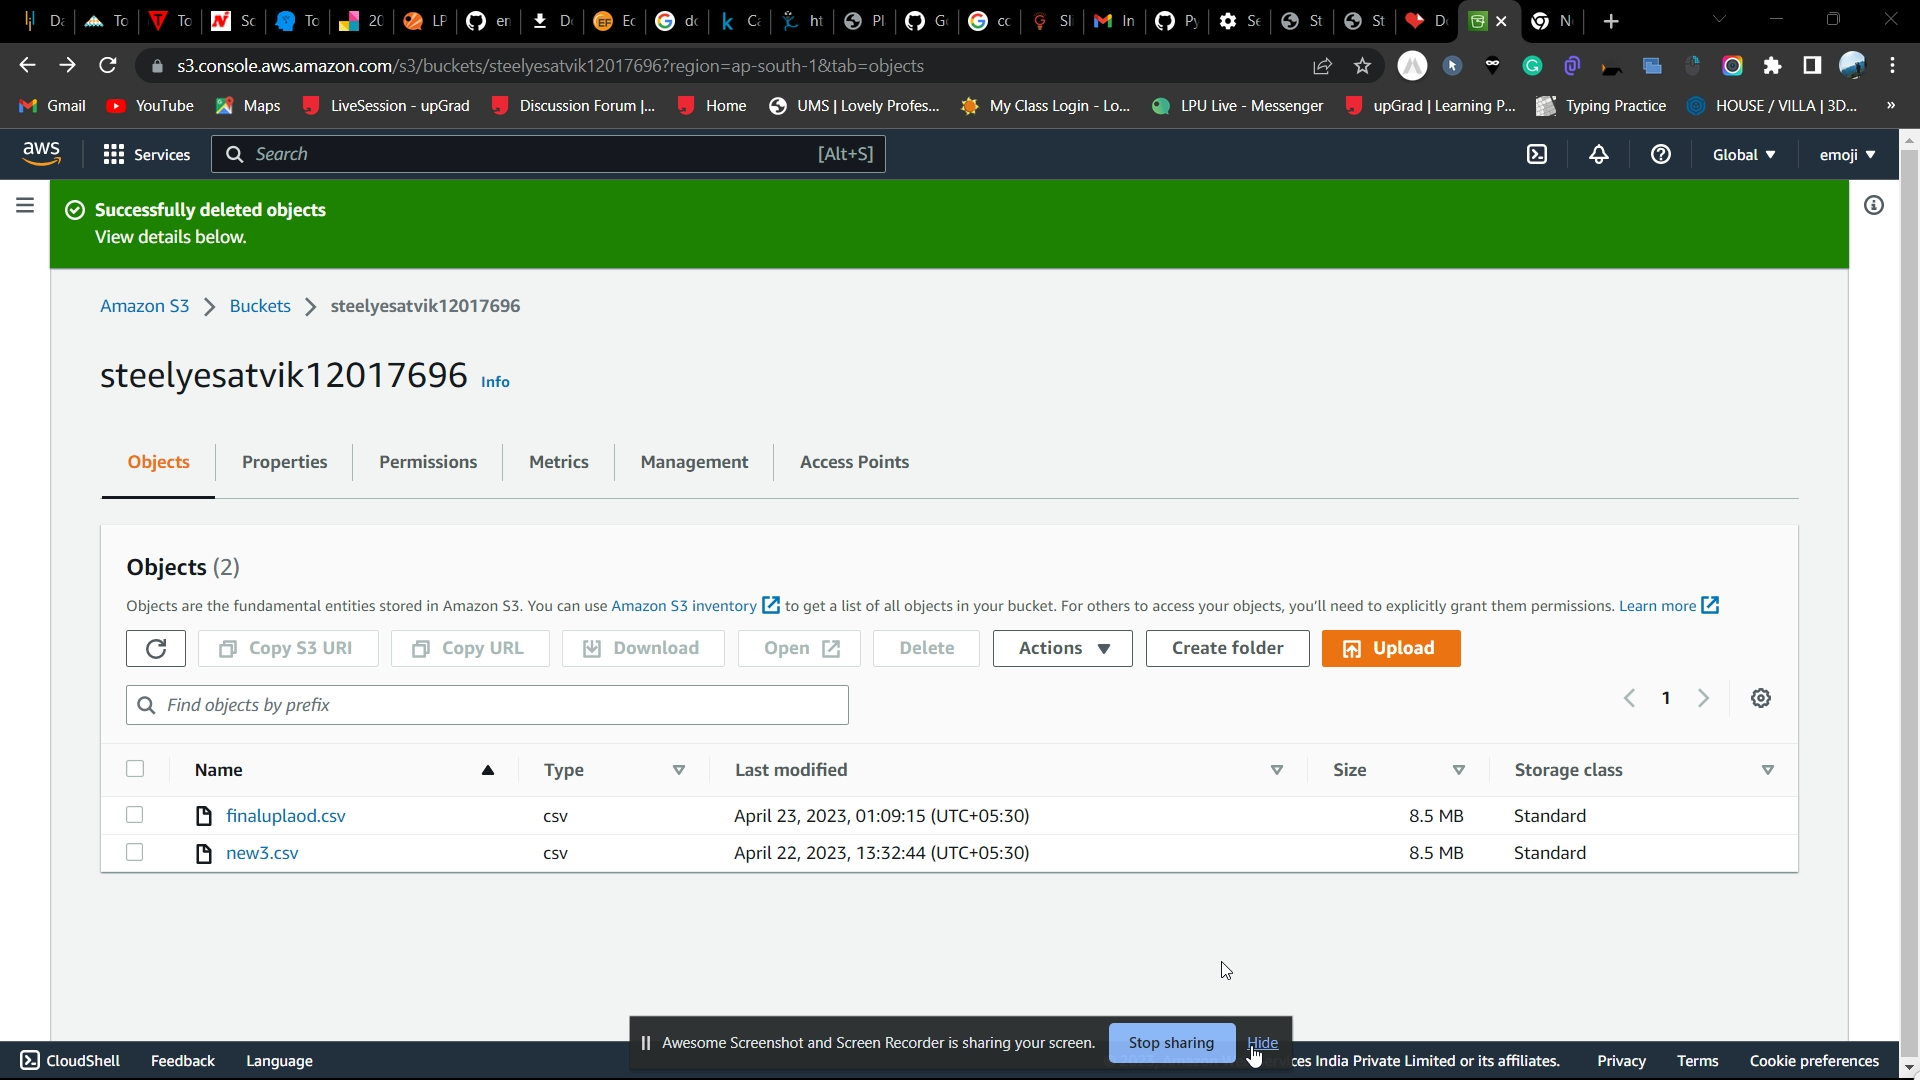 Da
To
To
Sc
To
20
LP
en
Do
Ec
do
Ca
ht
Pl
Gi
cc
Sli
In
Py
Se
St
St
Do
N
s3.console.aws.amazon.com/s3/buckets/steelyesatvik12017696?region=ap-south-1&tab=objects
Gmail YouTube Maps LiveSession - upGrad Discussion Forum |... Home UMS | Lovely Profes... My Class Login - Lo... LPU Live - Messenger upGrad | Learning P... Typing Practice HOUSE / VILLA | 3D... »
aws Services Search [Alt+S] Global emoji
Successfully deleted objects
View details below.
Amazon S3 Buckets steelyesatvik12017696
steelyesatvik12017696 Info
Objects Properties Permissions Metrics Management Access Points
Objects (2)
Objects are the fundamental entities stored in Amazon S3. You can use Amazon S3 inventory to get a list of all objects in your bucket. For others to access your objects, you'll need to explicitly grant them permissions. Learn more
Copy S3 URI Copy URL Download Open Delete Actions Create folder Upload
Find objects by prefix 1
Name Type Last modified Size Storage class
finaluplaod.csv csv April 23, 2023, 01:09:15 (UTC+05:30) 8.5 MB Standard
new3.csv csv April 22, 2023, 13:32:44 (UTC+05:30) 8.5 MB Standard
Awesome Screenshot and Screen Recorder is sharing your screen. Stop sharing Hide
CloudShell Feedback Language ces India Private Limited or its affiliates. Privacy Terms Cookie preferences